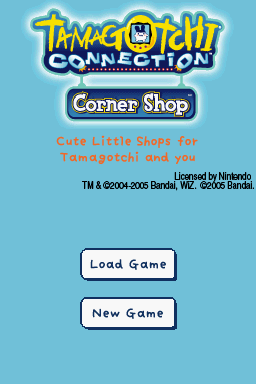 TAMAGOTCHI
CONNECTION
Corner Shop™
Cute Little Shops for
Tamagotchi and you
Licensed by Nintendo
TM & ©2004-2005 Bandai, WiZ. ©2005 Bandai.
Load Game
New Game